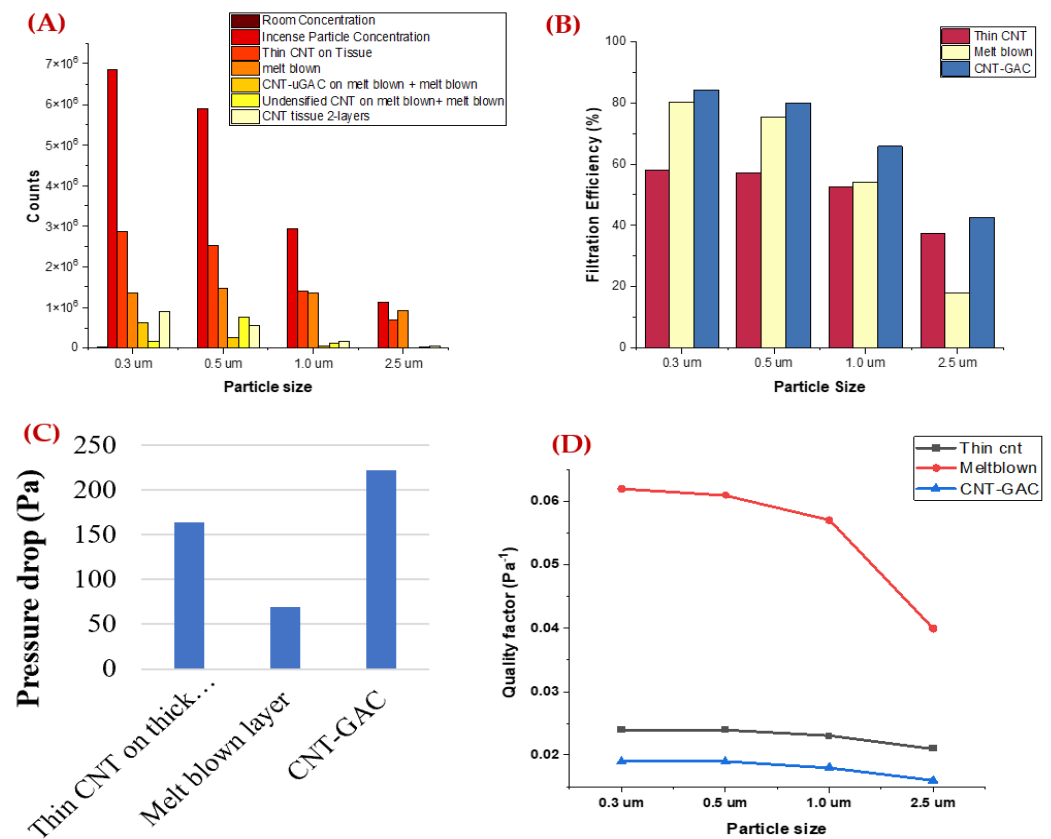 (A)
Room Concentration
Incense Particle Concentration
Thin CNT on Tissue
melt blown
CNT-uGAC on melt blown + melt blown
Undensified CNT on melt blown+ melt blown
CNT tissue 2-layers
7×10⁶
6×10⁶
5×10⁶
4×10⁶
3×10⁶
2×10⁶
1×10⁶
0
Counts
0.3 um 0.5 um 1.0 um 2.5 um
Particle size
(B)
Thin CNT
Melt blown
CNT-GAC
100
80
60
40
20
0
Filtration Efficiency (%)
0.3 um 0.5 um 1.0 um 2.5 um
Particle Size
(C)
250
200
150
100
50
0
Pressure drop (Pa)
Thin CNT on thick…
Melt blown layer
CNT-GAC
(D)
Thin cnt
Meltblown
CNT-GAC
0.06
0.05
0.04
0.03
0.02
Quality factor (Pa⁻¹)
0.3 um 0.5 um 1.0 um 2.5 um
Particle size